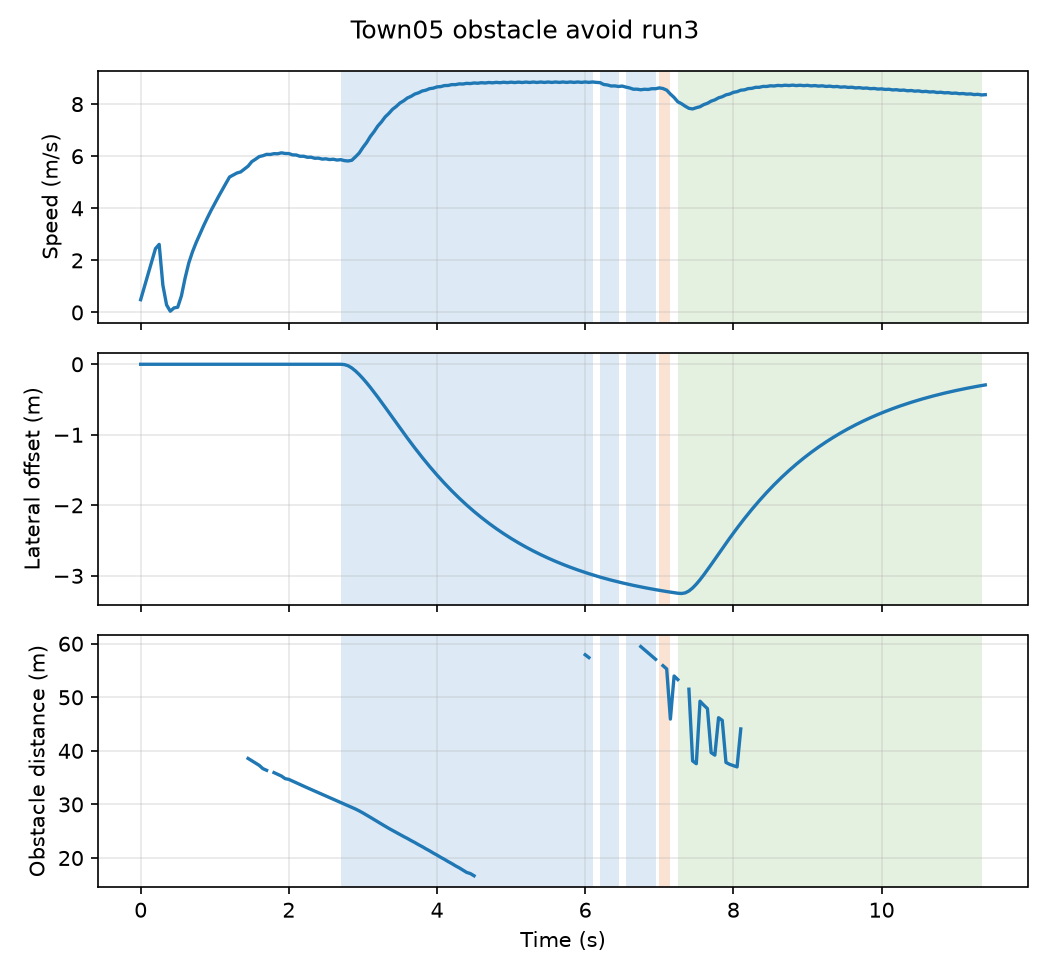 Town05 obstacle avoid run3
Speed (m/s)
8
6
4
2
0
Lateral offset (m)
0
−1
−2
−3
Obstacle distance (m)
60
50
40
30
20
0 2 4 6 8 10
Time (s)